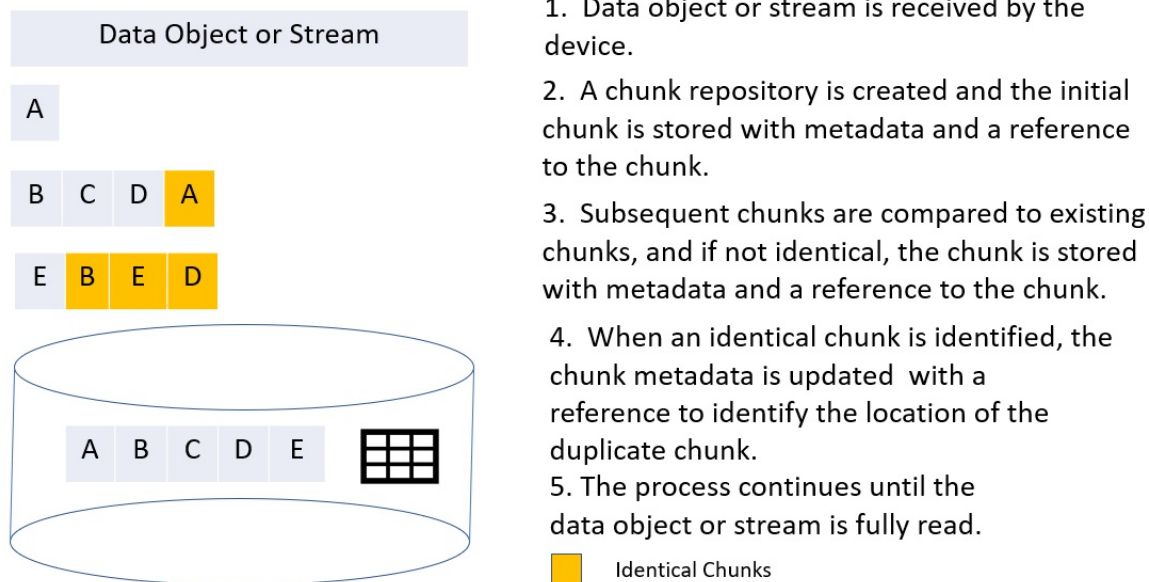 Data Object or Stream
A
B C D A
E B E D
A B C D E
1. Data object or stream is received by the
device.
2. A chunk repository is created and the initial
chunk is stored with metadata and a reference
to the chunk.
3. Subsequent chunks are compared to existing
chunks, and if not identical, the chunk is stored
with metadata and a reference to the chunk.
4. When an identical chunk is identified, the
chunk metadata is updated with a
reference to identify the location of the
duplicate chunk.
5. The process continues until the
data object or stream is fully read.
Identical Chunks